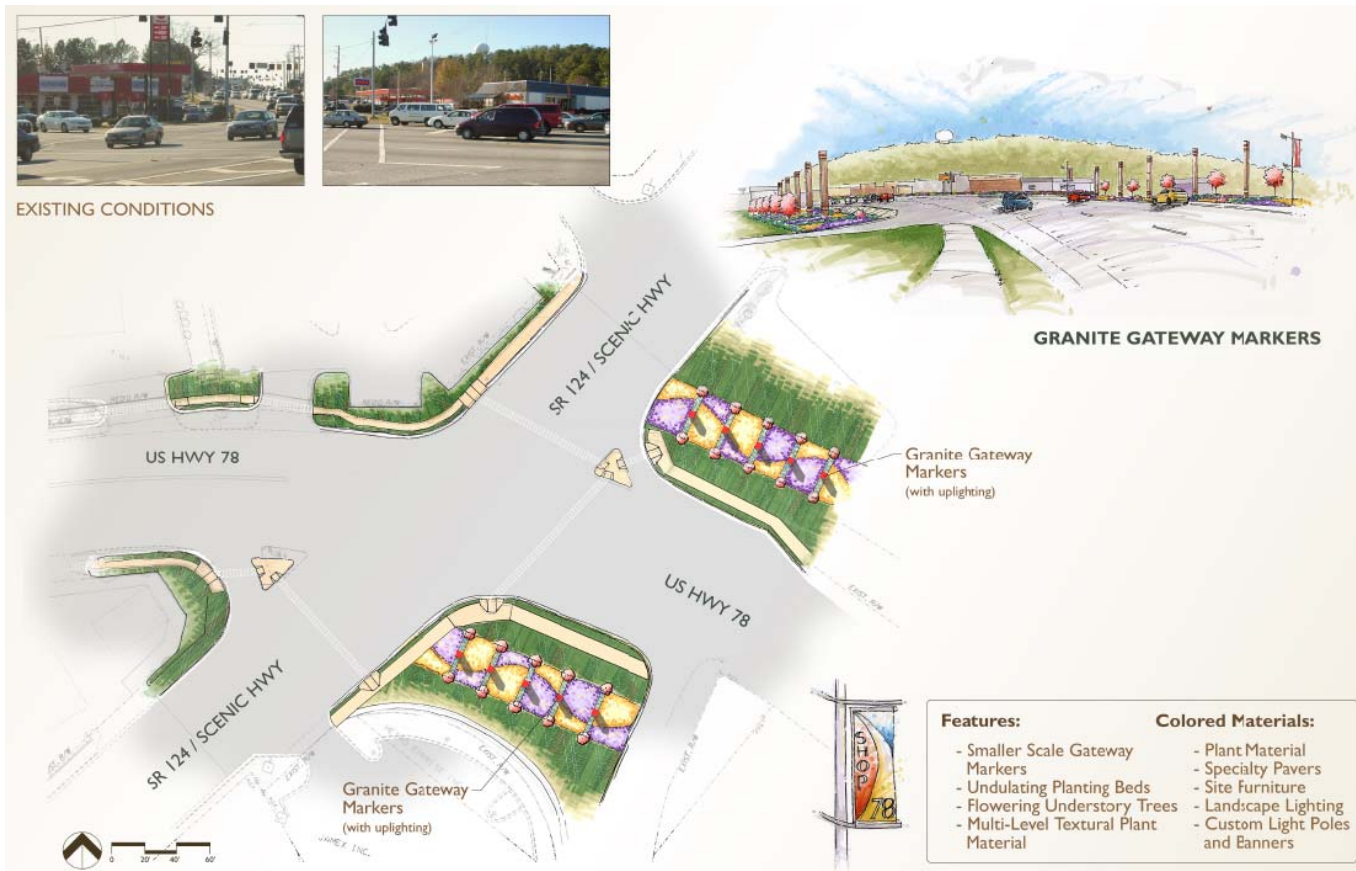 EXISTING CONDITIONS
GRANITE GATEWAY MARKERS
SR 124 / SCENIC HWY
US HWY 78
Granite Gateway
Markers
(with uplighting)
US HWY 78
EXIST. R/W
SR 124 / SCENIC HWY
EXIST. R/W
Granite Gateway
Markers
(with uplighting)
0 20' 40' 60'
SHOP
78
Features:
- Smaller Scale Gateway
Markers
- Undulating Planting Beds
- Flowering Understory Trees
- Multi-Level Textural Plant
Material
Colored Materials:
- Plant Material
- Specialty Pavers
- Site Furniture
- Landscape Lighting
- Custom Light Poles
and Banners